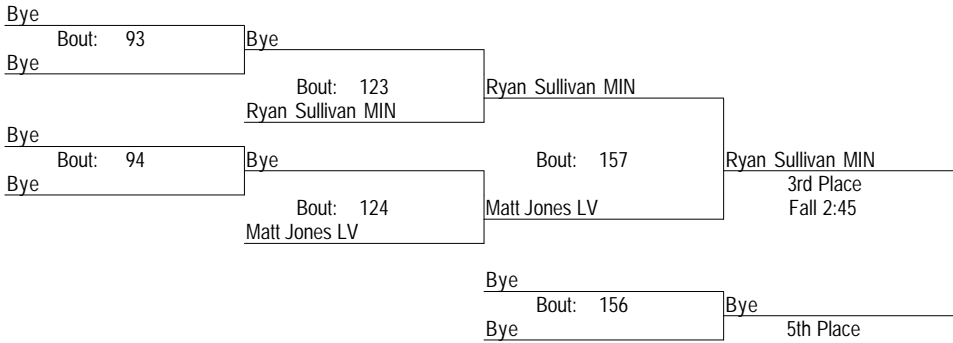 Bye
Bout: 93 Bye
Bye
Bout: 123 Ryan Sullivan MIN
Ryan Sullivan MIN
Bye
Bout: 94 Bye Bout: 157 Ryan Sullivan MIN
Bye 3rd Place
Bout: 124 Matt Jones LV Fall 2:45
Matt Jones LV
Bye
Bout: 156 Bye
Bye 5th Place